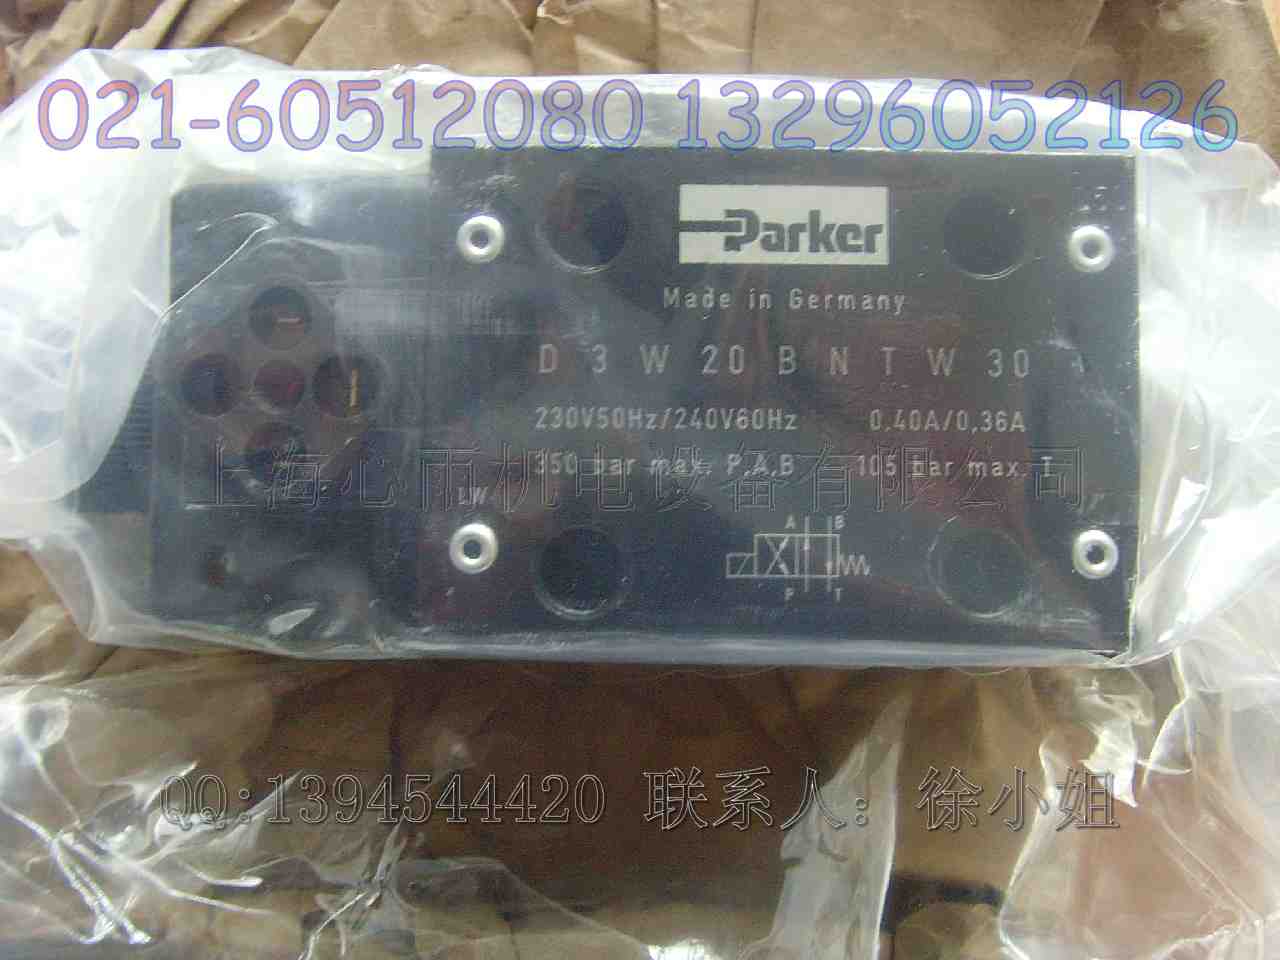 021-60512080 13296052126
Parker
Made in Germany
D 3 W 20 B N T W 30
230V50Hz/240V60Hz 0,40A/0,36A
350 bar max. P,A,B 105 bar max. T
上海心雨机电设备有限公司
LW
A B
P T
QQ:1394544420 联系人：徐小姐